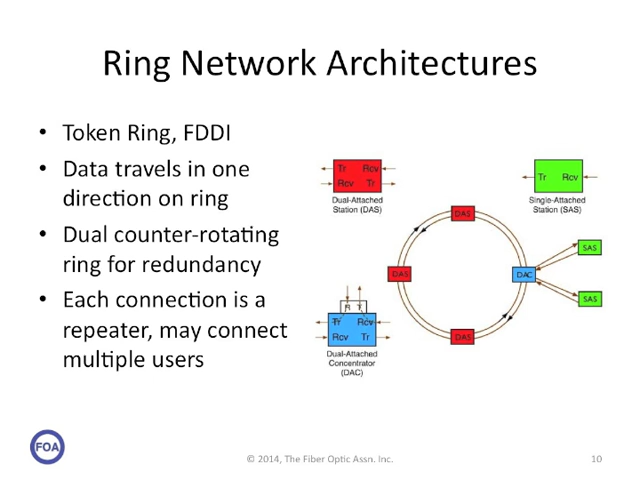 Ring Network Architectures
• Token Ring, FDDI
• Data travels in one
direction on ring
• Dual counter-rotating
ring for redundancy
• Each connection is a
repeater, may connect
multiple users
Tr Rcv
Rcv Tr
Dual-Attached
Station (DAS)
Tr Rcv
Single-Attached
Station (SAS)
DAS
DAS
DAC
DAS
SAS
SAS
Tr Rcv
Rcv Tr
Dual-Attached
Concentrator
(DAC)
FOA
© 2014, The Fiber Optic Assn. Inc.
10